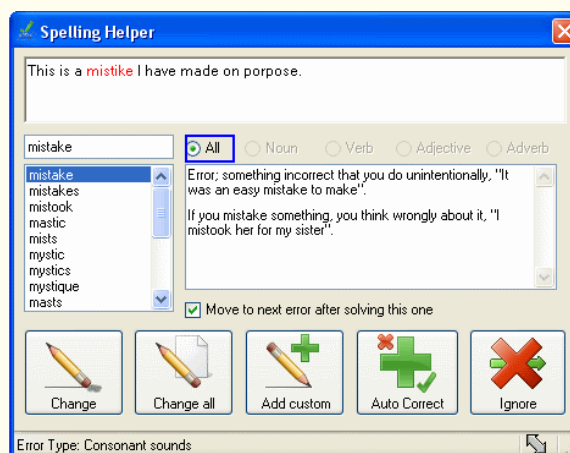 Spelling Helper
This is a mistike I have made on porpose.
mistake
All Noun Verb Adjective Adverb
mistake
mistakes
mistook
mastic
mists
mystic
mystics
mystique
masts
Error; something incorrect that you do unintentionally, "It
was an easy mistake to make".
If you mistake something, you think wrongly about it, "I
mistook her for my sister".
Move to next error after solving this one
Change
Change all
Add custom
Auto Correct
Ignore
Error Type: Consonant sounds